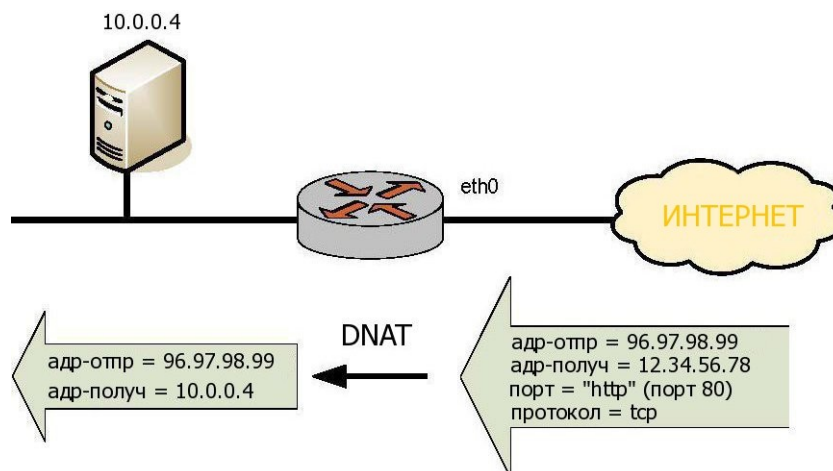 10.0.0.4
eth0
ИНТЕРНЕТ
DNAT
адр-отпр = 96.97.98.99
адр-получ = 10.0.0.4
адр-отпр = 96.97.98.99
адр-получ = 12.34.56.78
порт = "http" (порт 80)
протокол = tcp